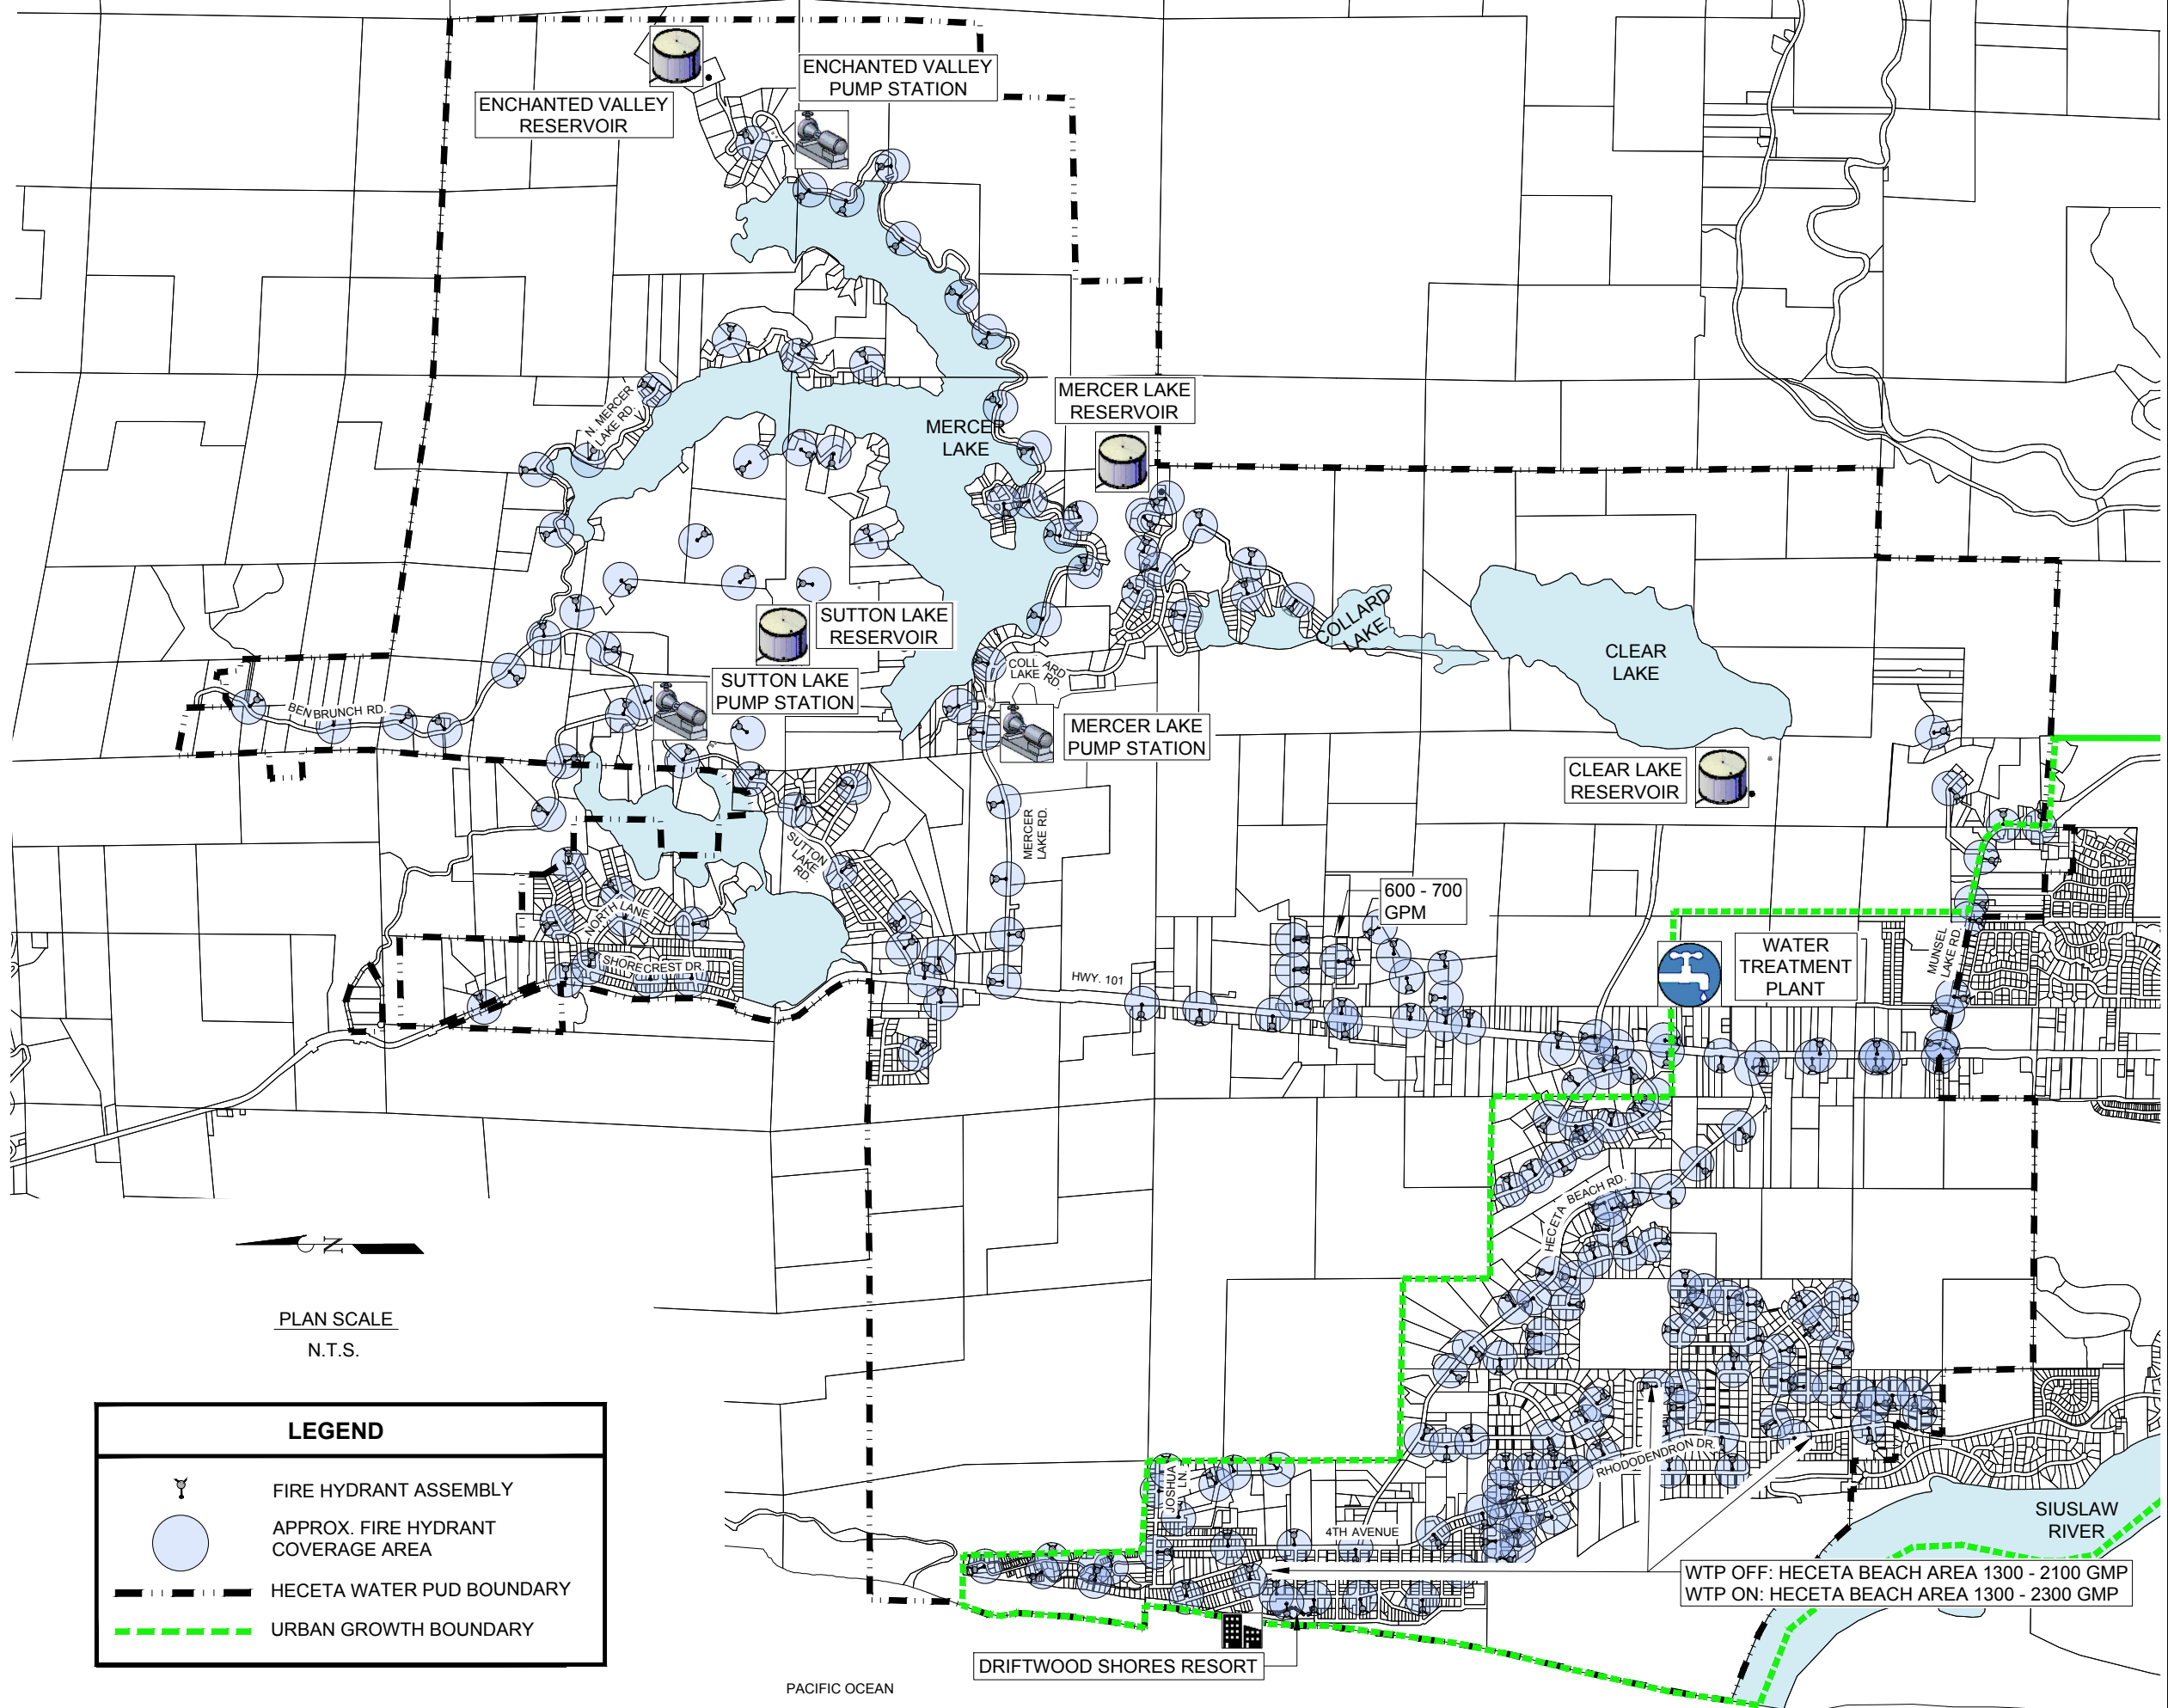 ENCHANTED VALLEY
PUMP STATION
ENCHANTED VALLEY
RESERVOIR
MERCER LAKE
RESERVOIR
N. MERCER
LAKE RD.
MERCER
LAKE
SUTTON LAKE
RESERVOIR
COLLARD
LAKE
CLEAR
LAKE
COLLARD
LAKE RD.
SUTTON LAKE
PUMP STATION
BEN BRUNCH RD.
MERCER LAKE
PUMP STATION
CLEAR LAKE
RESERVOIR
MERCER
LAKE RD.
SUTTON
LAKE
RD.
600 - 700
GPM
NORTH LANE
SHORECREST DR.
HWY. 101
WATER
TREATMENT
PLANT
MUNSEL
LAKE RD.
HECETA BEACH RD.
N
PLAN SCALE
N.T.S.
LEGEND
FIRE HYDRANT ASSEMBLY
APPROX. FIRE HYDRANT
COVERAGE AREA
HECETA WATER PUD BOUNDARY
URBAN GROWTH BOUNDARY
JOSHUA
LN.
RHODODENDRON DR.
4TH AVENUE
SIUSLAW
RIVER
WTP OFF: HECETA BEACH AREA 1300 - 2100 GMP
WTP ON: HECETA BEACH AREA 1300 - 2300 GMP
DRIFTWOOD SHORES RESORT
PACIFIC OCEAN